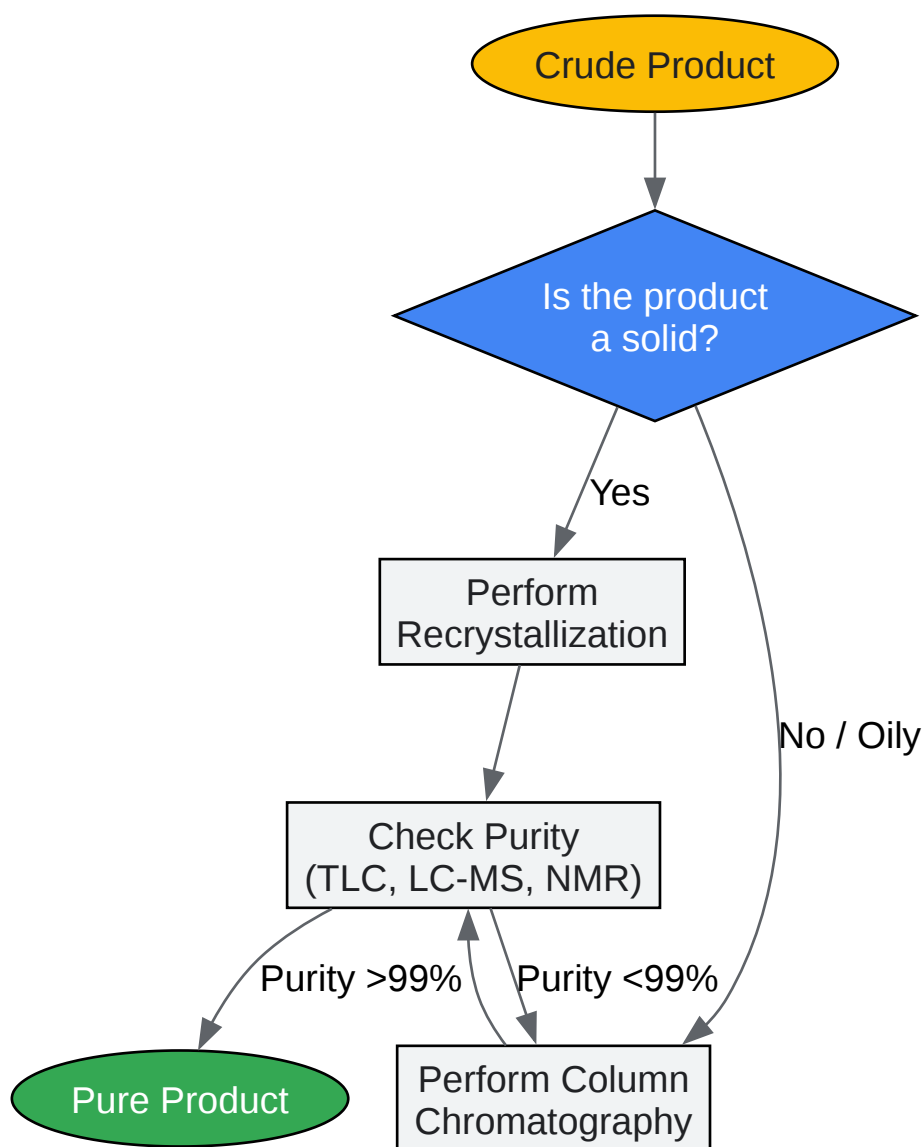 Crude Product
Is the product
a solid?
Yes
Perform
Recrystallization
No / Oily
Check Purity
(TLC, LC-MS, NMR)
Purity >99%
Purity <99%
Pure Product
Perform Column
Chromatography